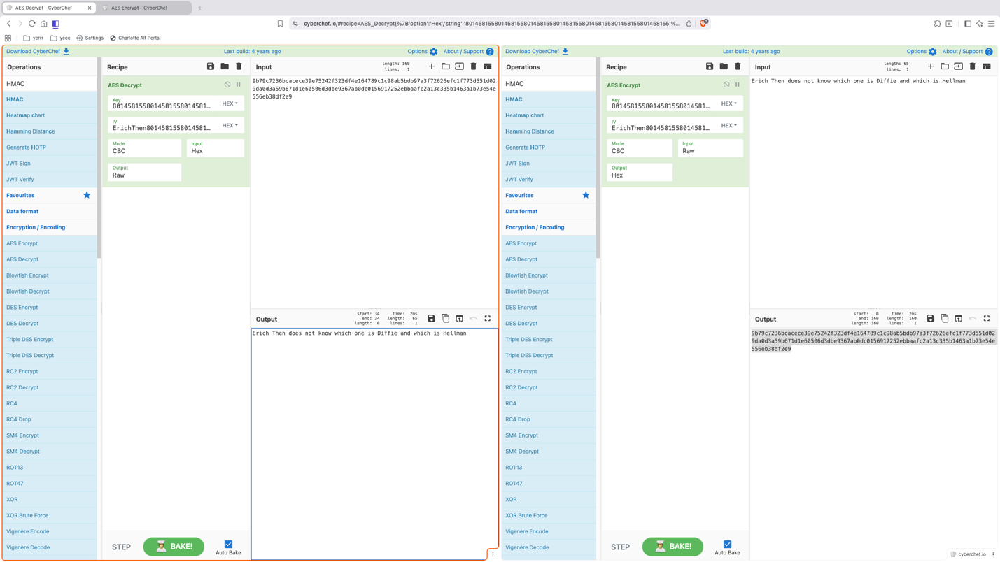 AES Decrypt - CyberChef
AES Encrypt - CyberChef
cyberchef.io/#recipe=AES_Decrypt(%7B'option':'Hex','string':'801458155801458155801458155801458155801458155801458155801458155'%...
1
yerrr
yeee
Settings
Charlotte Alt Portal
Download CyberChef
Last build: 4 years ago
Options
About / Support
Operations
HMAC
HMAC
Heatmap chart
Hamming Distance
Generate HOTP
JWT Sign
JWT Verify
Favourites
Data format
Encryption / Encoding
AES Encrypt
AES Decrypt
Blowfish Encrypt
Blowfish Decrypt
DES Encrypt
DES Decrypt
Triple DES Encrypt
Triple DES Decrypt
RC2 Encrypt
RC2 Decrypt
RC4
RC4 Drop
SM4 Encrypt
SM4 Decrypt
ROT13
ROT47
XOR
XOR Brute Force
Vigenère Encode
Vigenère Decode
Recipe
AES Decrypt
Key
8014581558014581558014581...
HEX
IV
ErichThen8014581558014581...
HEX
Mode
CBC
Input
Hex
Output
Raw
STEP
BAKE!
Auto Bake
Input
length: 160
lines: 1
9b79c7236bcacece39e75242f323df4e164789c1c98ab5bdb97a3f72626efc1f773d551d02
9da0d3a59b671d1e60506d3dbe9367ab0dc0156917252ebbaafc2a13c335b1463a1b73e54e
556eb38df2e9
Output
start: 34
end: 34
length: 0
time: 2ms
length: 65
lines: 1
Erich Then does not know which one is Diffie and which is Hellman
Download CyberChef
Last build: 4 years ago
Options
About / Support
Operations
HMAC
HMAC
Heatmap chart
Hamming Distance
Generate HOTP
JWT Sign
JWT Verify
Favourites
Data format
Encryption / Encoding
AES Encrypt
AES Decrypt
Blowfish Encrypt
Blowfish Decrypt
DES Encrypt
DES Decrypt
Triple DES Encrypt
Triple DES Decrypt
RC2 Encrypt
RC2 Decrypt
RC4
RC4 Drop
SM4 Encrypt
SM4 Decrypt
ROT13
ROT47
XOR
XOR Brute Force
Vigenère Encode
Vigenère Decode
Recipe
AES Encrypt
Key
8014581558014581558014581...
HEX
IV
ErichThen8014581558014581...
HEX
Mode
CBC
Input
Raw
Output
Hex
STEP
BAKE!
Auto Bake
Input
length: 65
lines: 1
Erich Then does not know which one is Diffie and which is Hellman
Output
start: 0
end: 160
length: 160
time: 2ms
length: 160
lines: 1
9b79c7236bcacece39e75242f323df4e164789c1c98ab5bdb97a3f72626efc1f773d551d02
9da0d3a59b671d1e60506d3dbe9367ab0dc0156917252ebbaafc2a13c335b1463a1b73e54e
556eb38df2e9
cyberchef.io